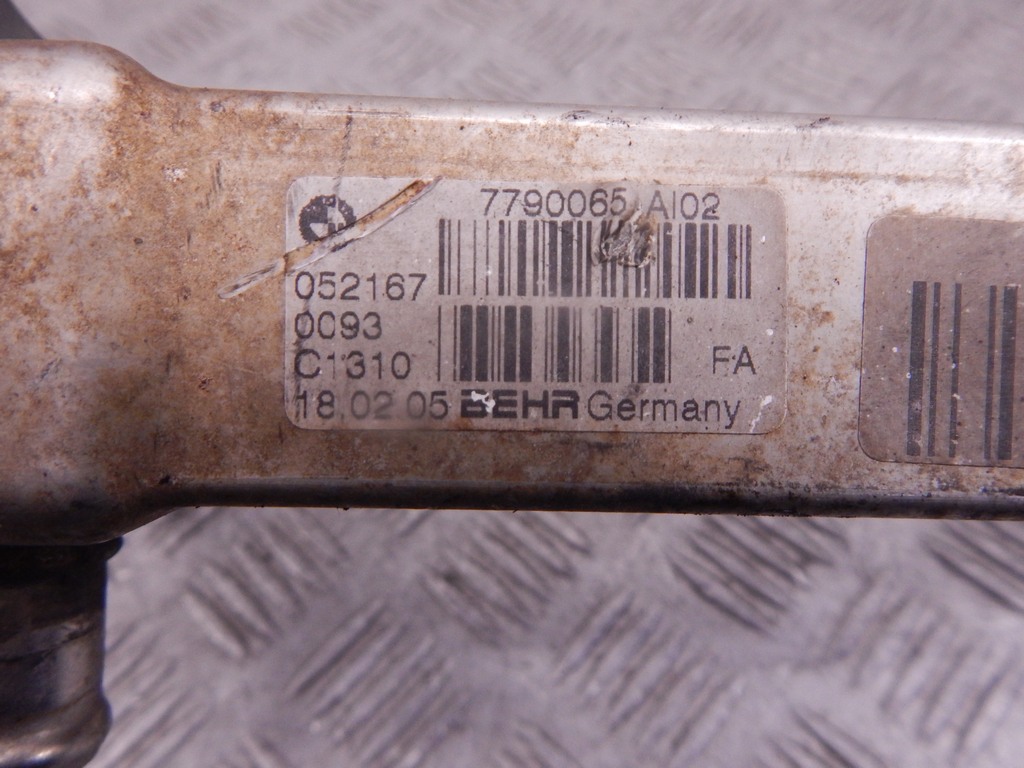 7790065 AI02
052167
0093
C1310
FA
18.02.05 BEHR Germany